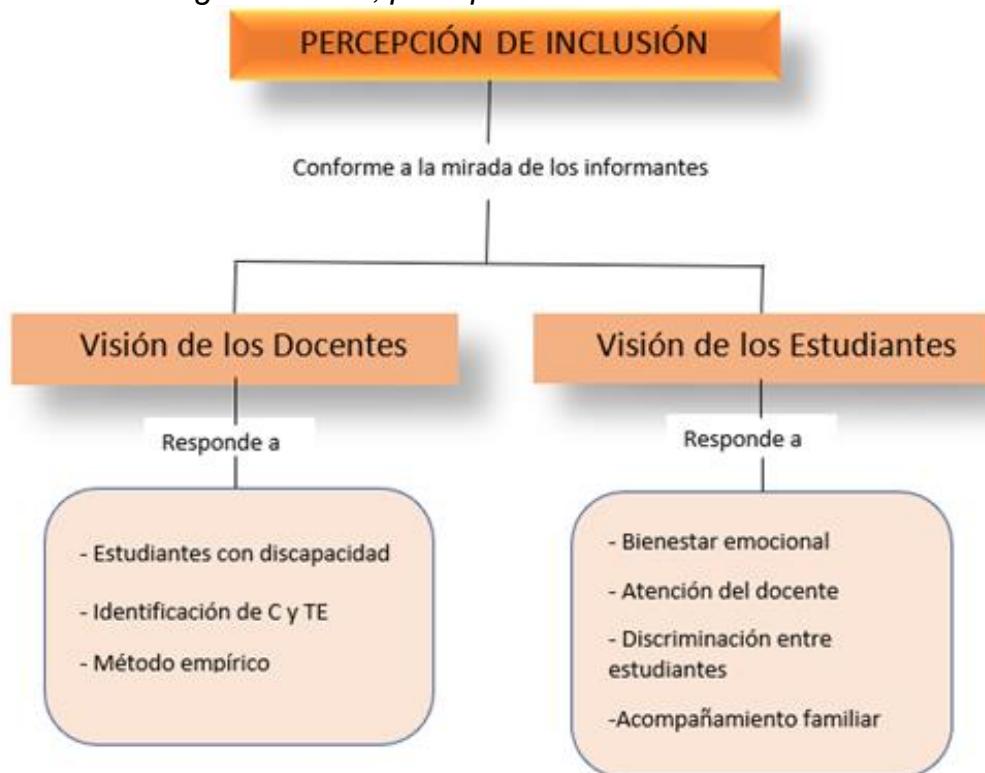 PERCEPCIÓN DE INCLUSIÓN
Conforme a la mirada de los informantes
Visión de los Docentes
Visión de los Estudiantes
Responde a
Responde a
- Estudiantes con discapacidad
- Identificación de C y TE
- Método empírico
- Bienestar emocional
- Atención del docente
- Discriminación entre
estudiantes
-Acompañamiento familiar